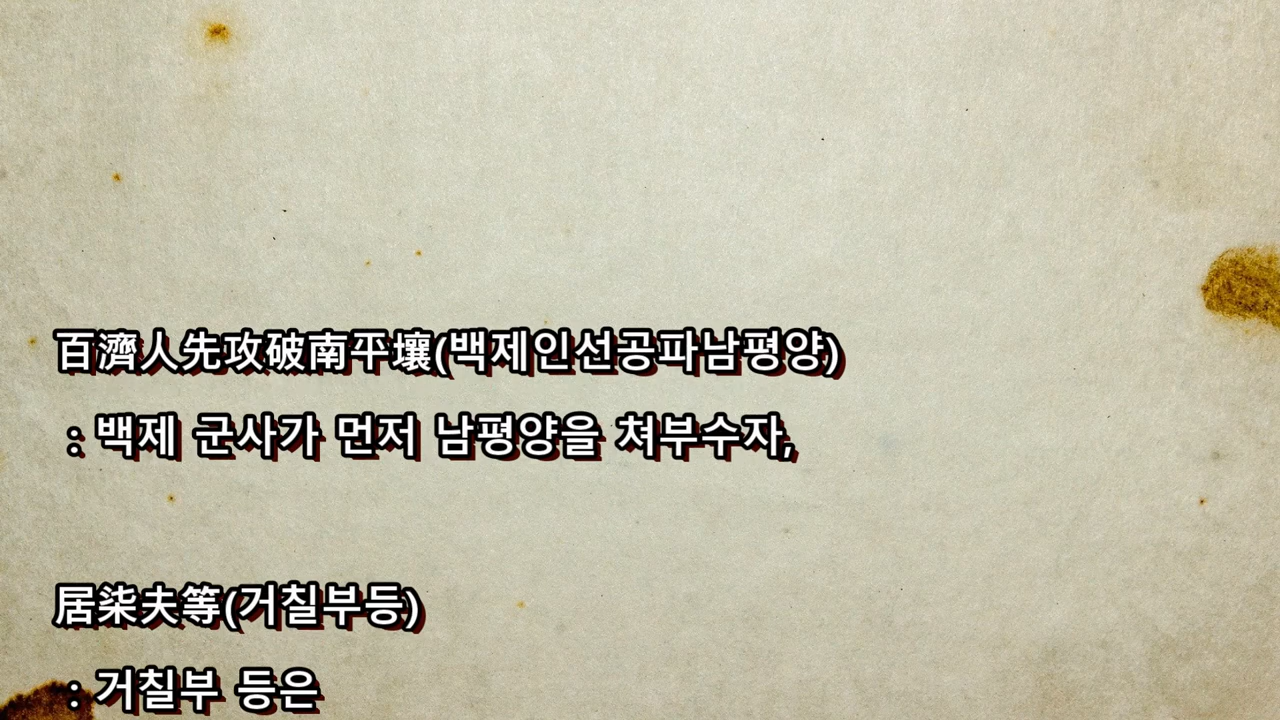 百濟人先攻破南平壤(백제인선공파남평양)
: 백제 군사가 먼저 남평양을 쳐부수자,
居柒夫等(거칠부등)
: 거칠부 등은